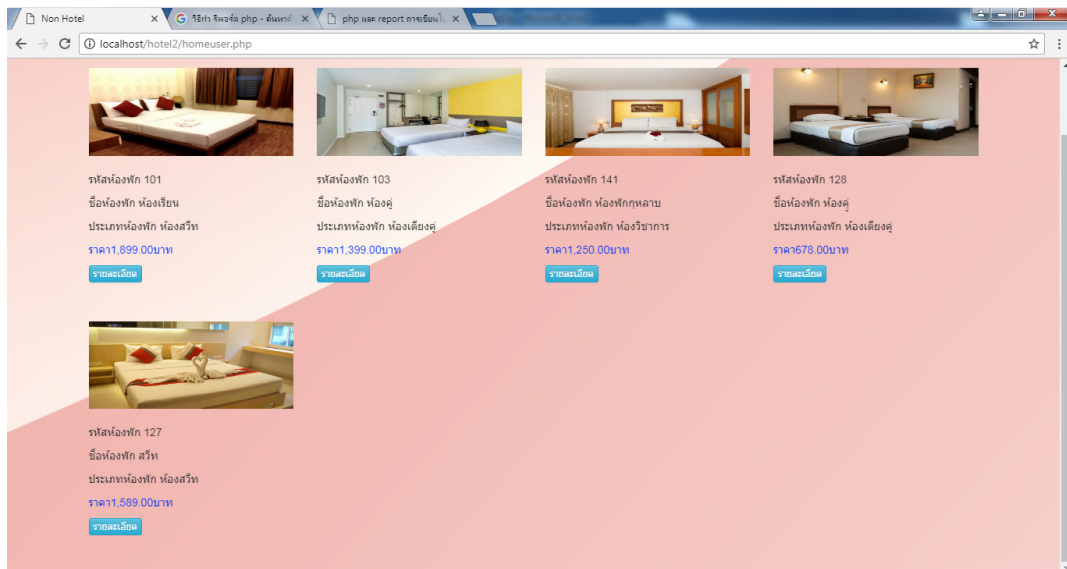 Non Hotel
วิธีทำ รีพอร์ต php - ค้นหาด้
php และ report การเขียนโ
localhost/hotel2/homeuser.php
รหัสห้องพัก 101
ชื่อห้องพัก ห้องเรียน
ประเภทห้องพัก ห้องสวีท
ราคา1,899.00บาท
รายละเอียด
รหัสห้องพัก 103
ชื่อห้องพัก ห้องคู่
ประเภทห้องพัก ห้องเตียงคู่
ราคา1,399.00บาท
รายละเอียด
รหัสห้องพัก 141
ชื่อห้องพัก ห้องพักกุหลาบ
ประเภทห้องพัก ห้องวิชาการ
ราคา1,250.00บาท
รายละเอียด
รหัสห้องพัก 128
ชื่อห้องพัก ห้องคู่
ประเภทห้องพัก ห้องเตียงคู่
ราคา678.00บาท
รายละเอียด
รหัสห้องพัก 127
ชื่อห้องพัก สวีท
ประเภทห้องพัก ห้องสวีท
ราคา1,589.00บาท
รายละเอียด